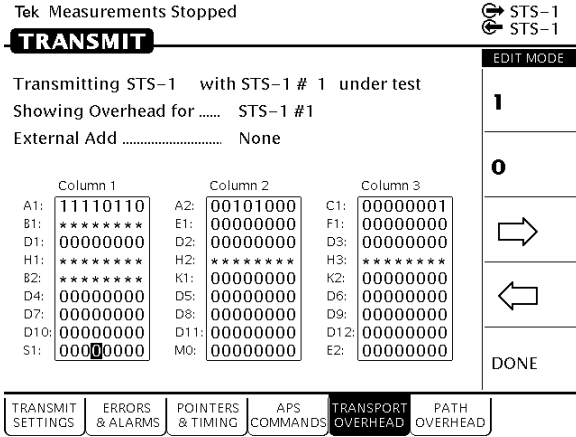 Tek Measurements Stopped
STS-1
STS-1
TRANSMIT
EDIT MODE
Transmitting STS-1 with STS-1 # 1 under test
Showing Overhead for ...... STS-1 #1
External Add ............................ None
1
0
DONE
Column 1 Column 2 Column 3
A1: 11110110 A2: 00101000 C1: 00000001
B1: ******** E1: 00000000 F1: 00000000
D1: 00000000 D2: 00000000 D3: 00000000
H1: ******** H2: ******** H3: ********
B2: ******** K1: 00000000 K2: 00000000
D4: 00000000 D5: 00000000 D6: 00000000
D7: 00000000 D8: 00000000 D9: 00000000
D10: 00000000 D11: 00000000 D12: 00000000
S1: 00000000 M0: 00000000 E2: 00000000
TRANSMIT SETTINGS
ERRORS & ALARMS
POINTERS & TIMING
APS COMMANDS
TRANSPORT OVERHEAD
PATH OVERHEAD